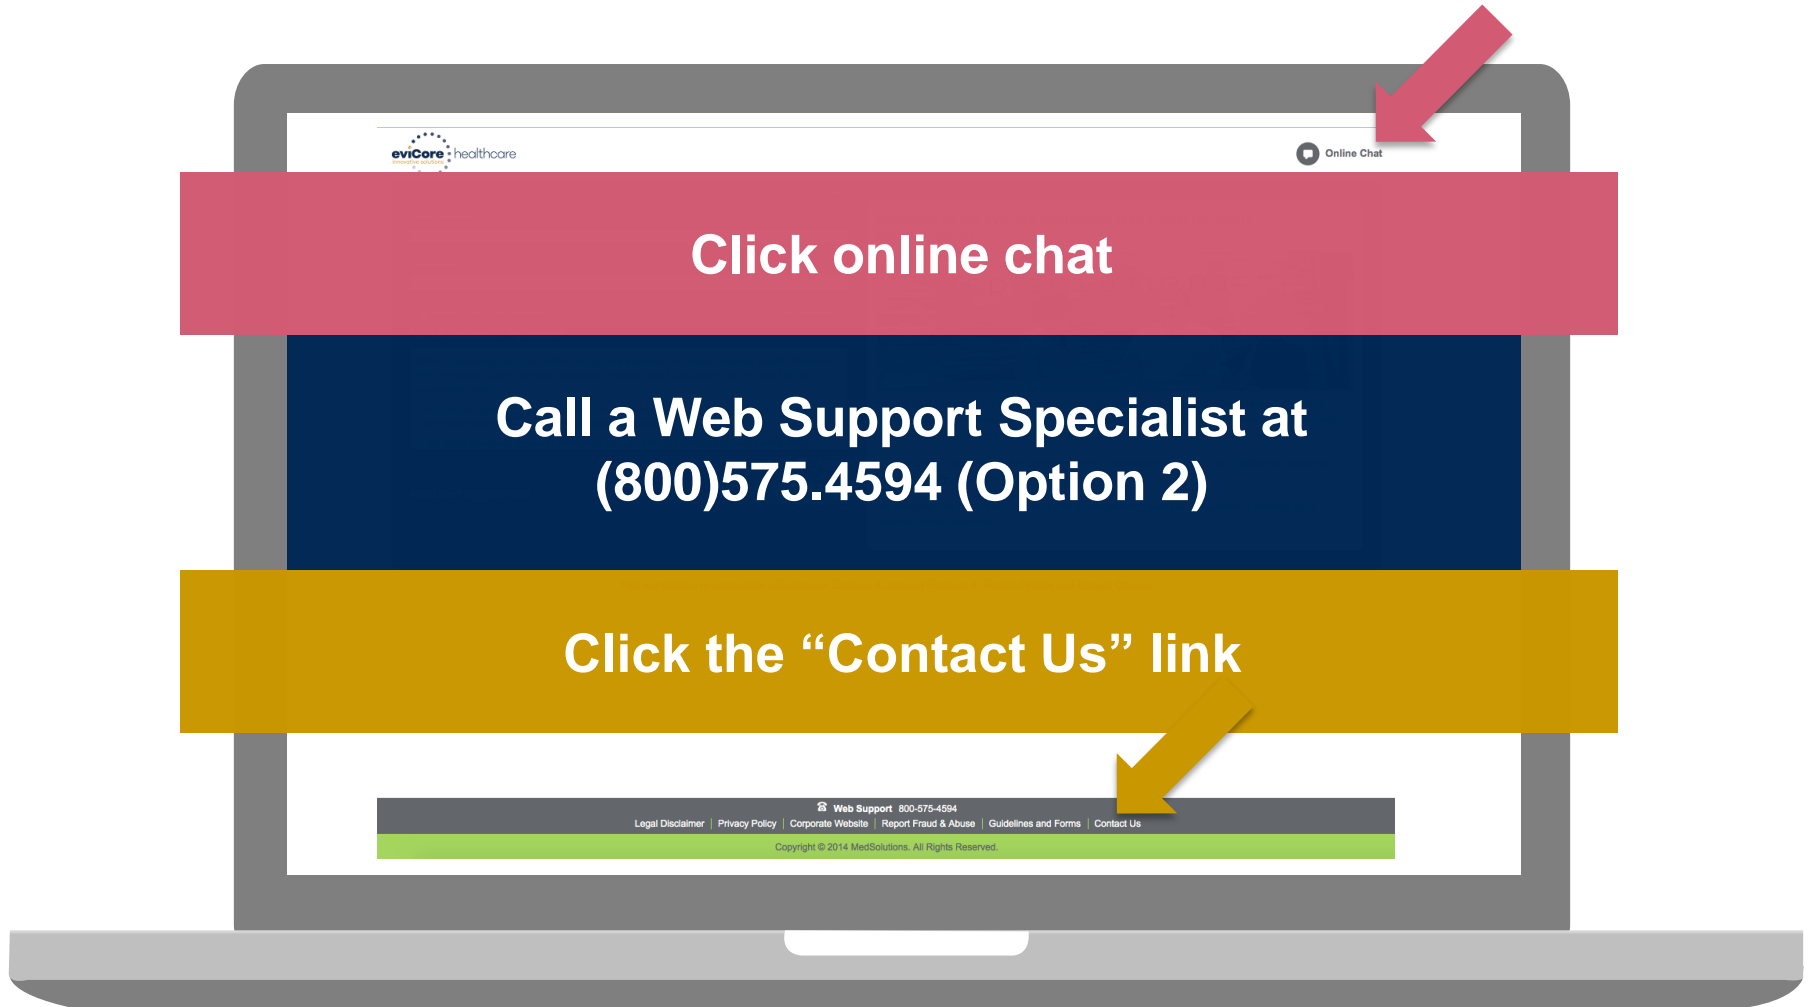 eviCore healthcare
innovative solutions
Online Chat
Click online chat
Call a Web Support Specialist at
(800)575.4594 (Option 2)
Click the “Contact Us” link
Web Support 800-575-4594
Legal Disclaimer | Privacy Policy | Corporate Website | Report Fraud & Abuse | Guidelines and Forms | Contact Us
Copyright © 2014 MedSolutions. All Rights Reserved.